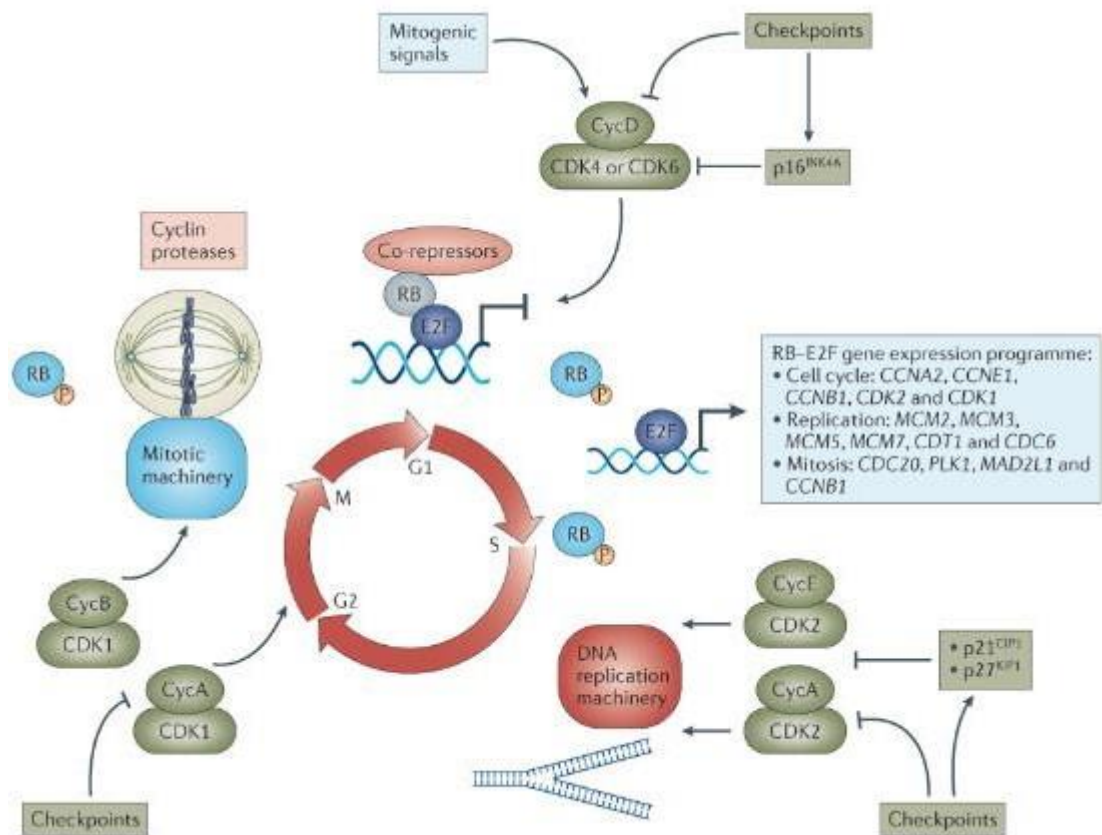 Mitogenic
signals
Checkpoints
CycD
CDK4 or CDK6
p16INK4A
Cyclin
proteases
Co-repressors
RB
E2F
RB
P
RB
P
E2F
RB–E2F gene expression programme:
• Cell cycle: CCNA2, CCNE1,
CCNB1, CDK2 and CDK1
• Replication: MCM2, MCM3,
MCM5, MCM7, CDT1 and CDC6
• Mitosis: CDC20, PLK1, MAD2L1 and
CCNB1
Mitotic
machinery
G1
M
S
G2
RB
P
CycB
CDK1
CycA
CDK1
DNA
replication
machinery
CycE
CDK2
CycA
CDK2
• p21CIP1
• p27KIP1
Checkpoints
Checkpoints